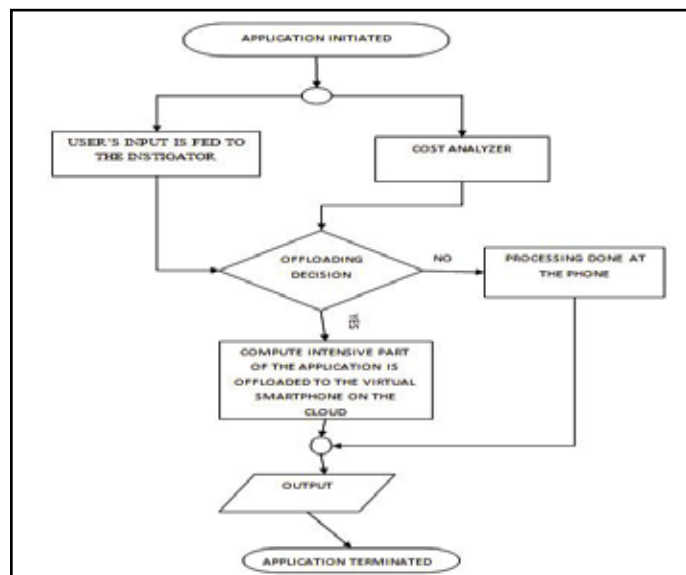 APPLICATION INITIATED
USER'S INPUT IS FED TO
THE INSTIGATOR
COST ANALYZER
OFFLOADING
DECISION
NO
PROCESSING DONE AT
THE PHONE
YES
COMPUTE INTENSIVE PART
OF THE APPLICATION IS
OFFLOADED TO THE VIRTUAL
SMARTPHONE ON THE
CLOUD
OUTPUT
APPLICATION TERMINATED